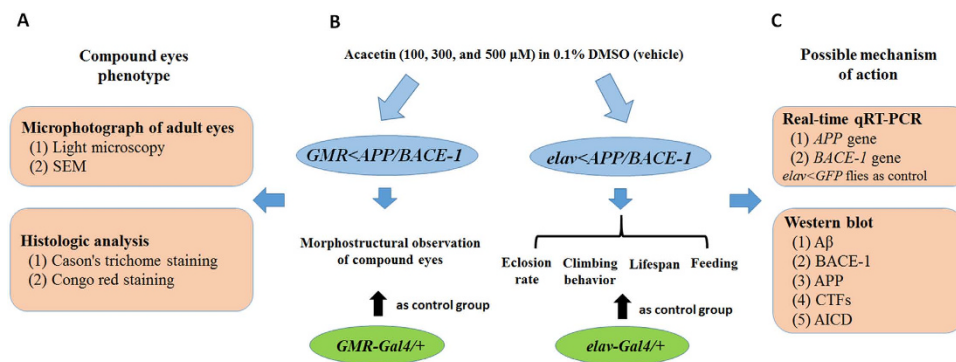 A
Compound eyes
phenotype
Microphotograph of adult eyes
(1) Light microscopy
(2) SEM
Histologic analysis
(1) Cason's trichome staining
(2) Congo red staining
B
Acacetin (100, 300, and 500 µM) in 0.1% DMSO (vehicle)
GMR<APP/BACE-1
elav<APP/BACE-1
Morphostructural observation
of compound eyes
Eclosion
rate
Climbing
behavior
Lifespan
Feeding
as control group
as control group
GMR-Gal4/+
elav-Gal4/+
C
Possible mechanism
of action
Real-time qRT-PCR
(1) APP gene
(2) BACE-1 gene
elav<GFP flies as control
Western blot
(1) Aβ
(2) BACE-1
(3) APP
(4) CTFs
(5) AICD